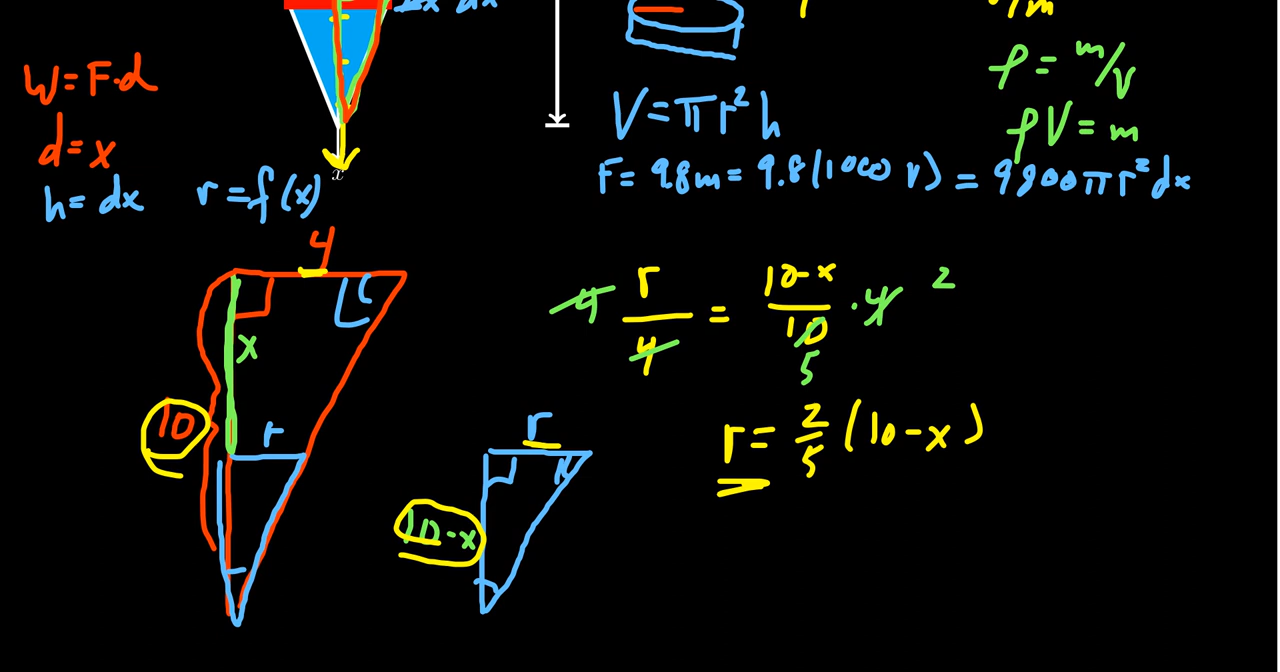 W = F·d
d = x
h = dx r = f(x)
x
V = πr²h
ρ = m/V
ρV = m
F = 9.8m = 9.8(1000 V) = 9800πr²dx
4
x
10
r
r
10-x
4 r/4 = 10-x/10 · 4 2
5
r = 2/5 (10-x)